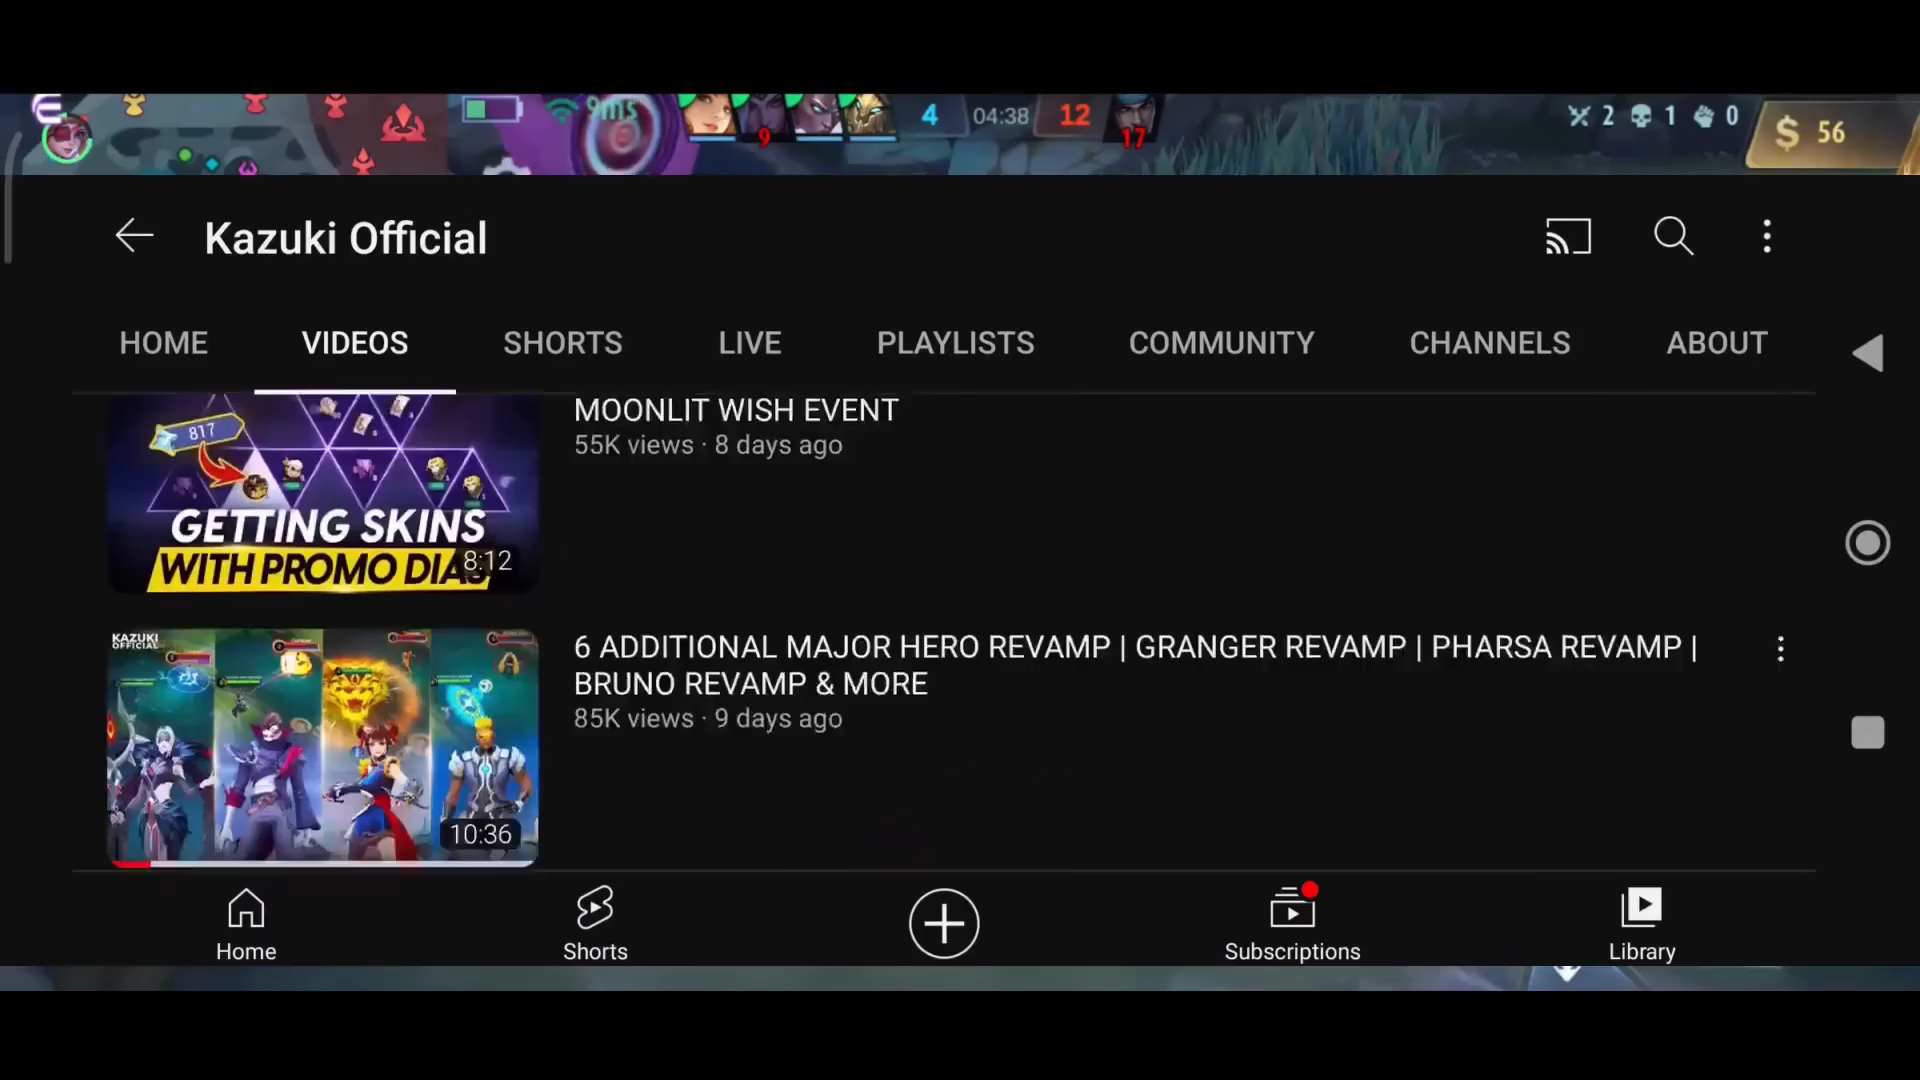 9ms
4 04:38 12
2 1 0
56
9
17
Kazuki Official
HOME VIDEOS SHORTS LIVE PLAYLISTS COMMUNITY CHANNELS ABOUT
817
GETTING SKINS
WITH PROMO DIAS
8:12
MOONLIT WISH EVENT
55K views · 8 days ago
KAZUKI
OFFICIAL
10:36
6 ADDITIONAL MAJOR HERO REVAMP | GRANGER REVAMP | PHARSA REVAMP |
BRUNO REVAMP & MORE
85K views · 9 days ago
Home Shorts Subscriptions Library